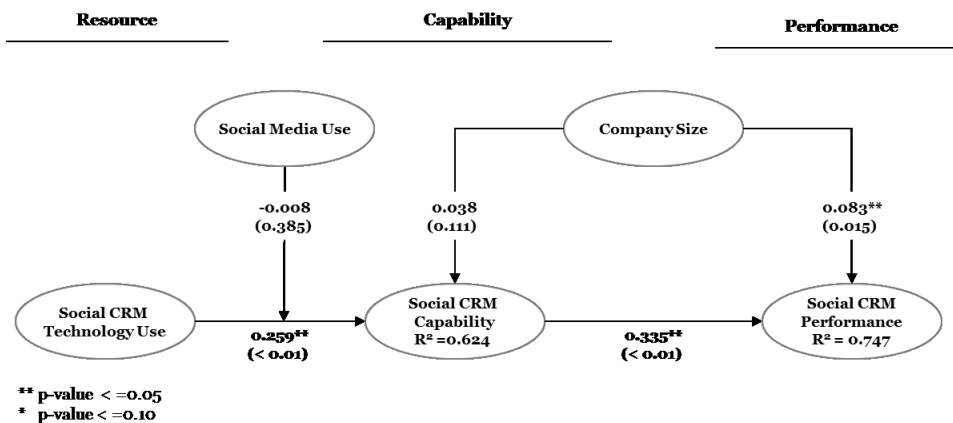 Resource
Capability
Performance
Social Media Use
Company Size
-0.008
(0.385)
0.038
(0.111)
0.083**
(0.015)
Social CRM
Technology Use
0.259**
(< 0.01)
Social CRM
Capability
R² =0.624
0.335**
(< 0.01)
Social CRM
Performance
R² = 0.747
** p-value < =0.05
* p-value < =0.10